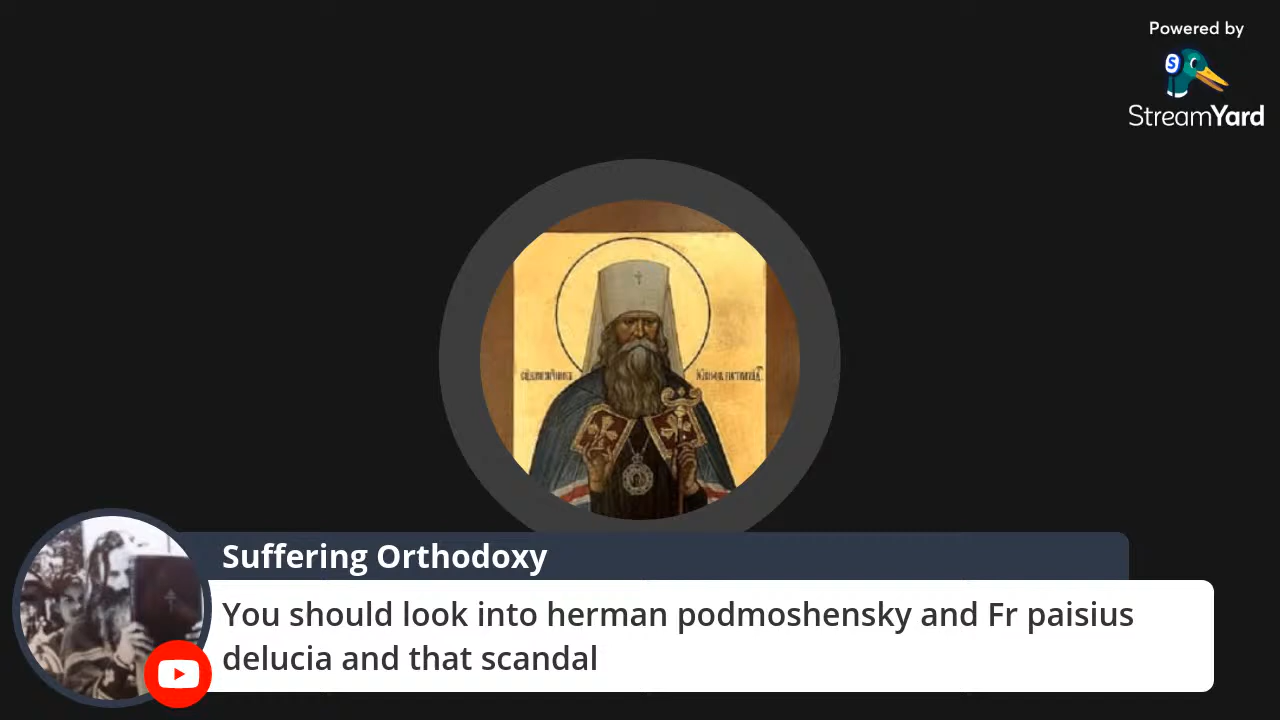 Powered by
StreamYard
Suffering Orthodoxy
You should look into herman podmoshensky and Fr paisius
delucia and that scandal